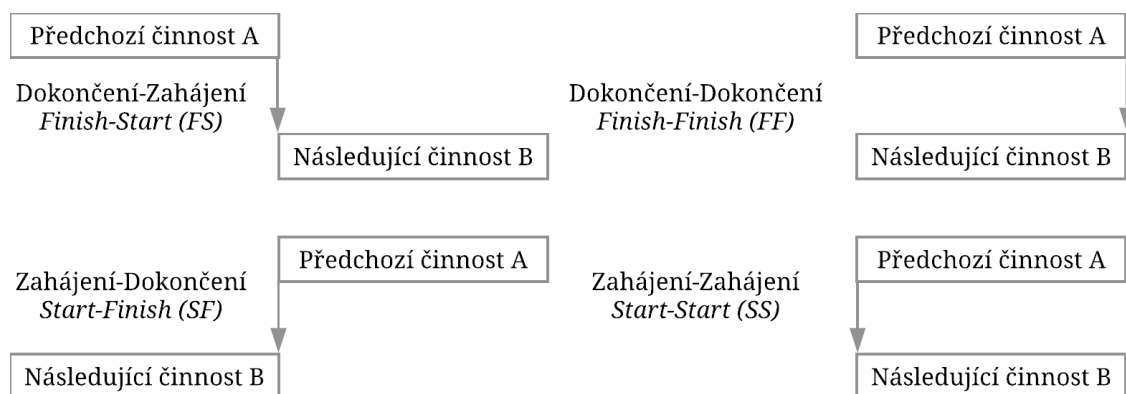 Předchozí činnost A
Dokončení-Zahájení
Finish-Start (FS)
Následující činnost B
Předchozí činnost A
Dokončení-Dokončení
Finish-Finish (FF)
Následující činnost B
Předchozí činnost A
Zahájení-Dokončení
Start-Finish (SF)
Následující činnost B
Předchozí činnost A
Zahájení-Zahájení
Start-Start (SS)
Následující činnost B